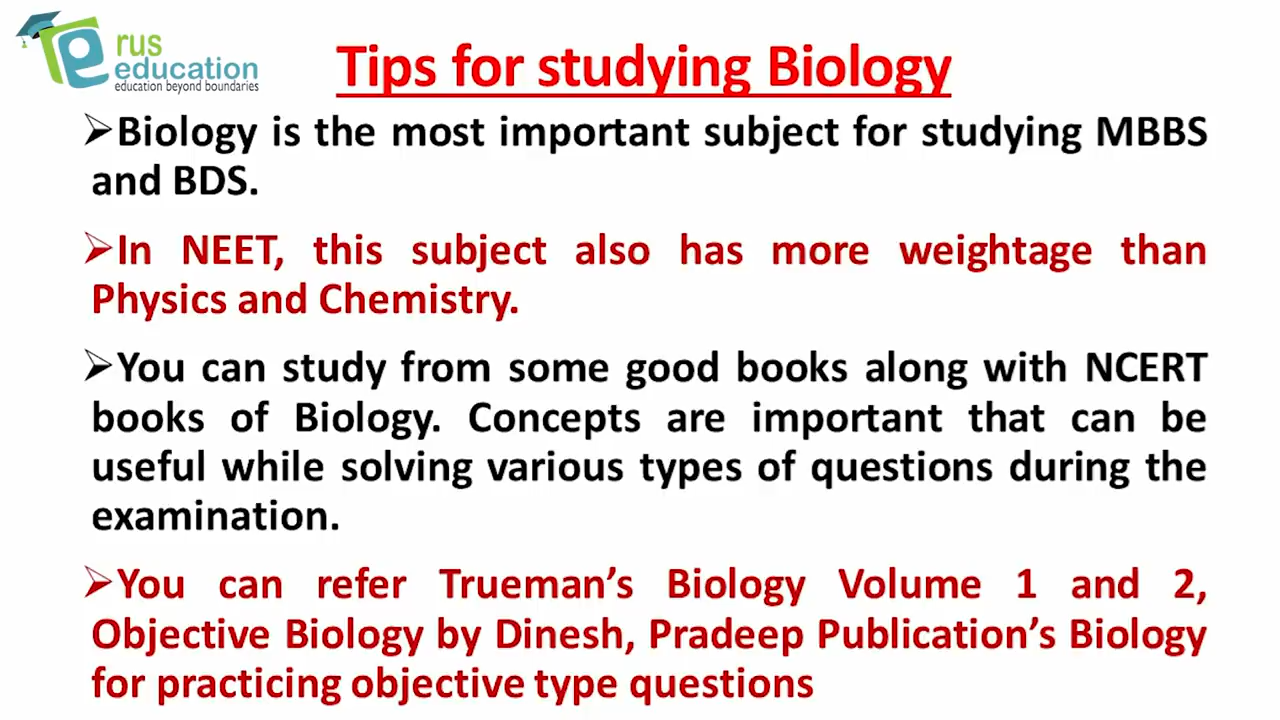 rus
education
education beyond boundaries
Tips for studying Biology
➢Biology is the most important subject for studying MBBS
and BDS.
➢In NEET, this subject also has more weightage than
Physics and Chemistry.
➢You can study from some good books along with NCERT
books of Biology. Concepts are important that can be
useful while solving various types of questions during the
examination.
➢You can refer Trueman’s Biology Volume 1 and 2,
Objective Biology by Dinesh, Pradeep Publication’s Biology
for practicing objective type questions